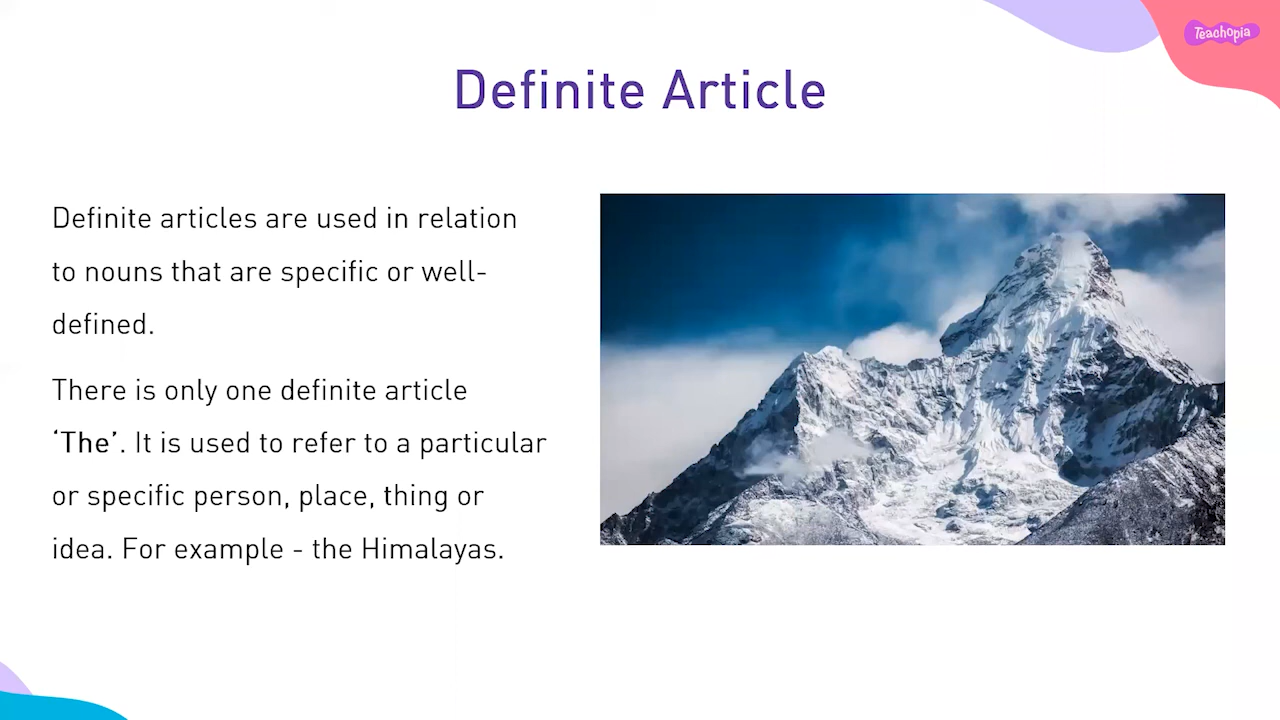 Teachopia
Definite Article
Definite articles are used in relation
to nouns that are specific or well-
defined.
There is only one definite article
‘The’. It is used to refer to a particular
or specific person, place, thing or
idea. For example - the Himalayas.